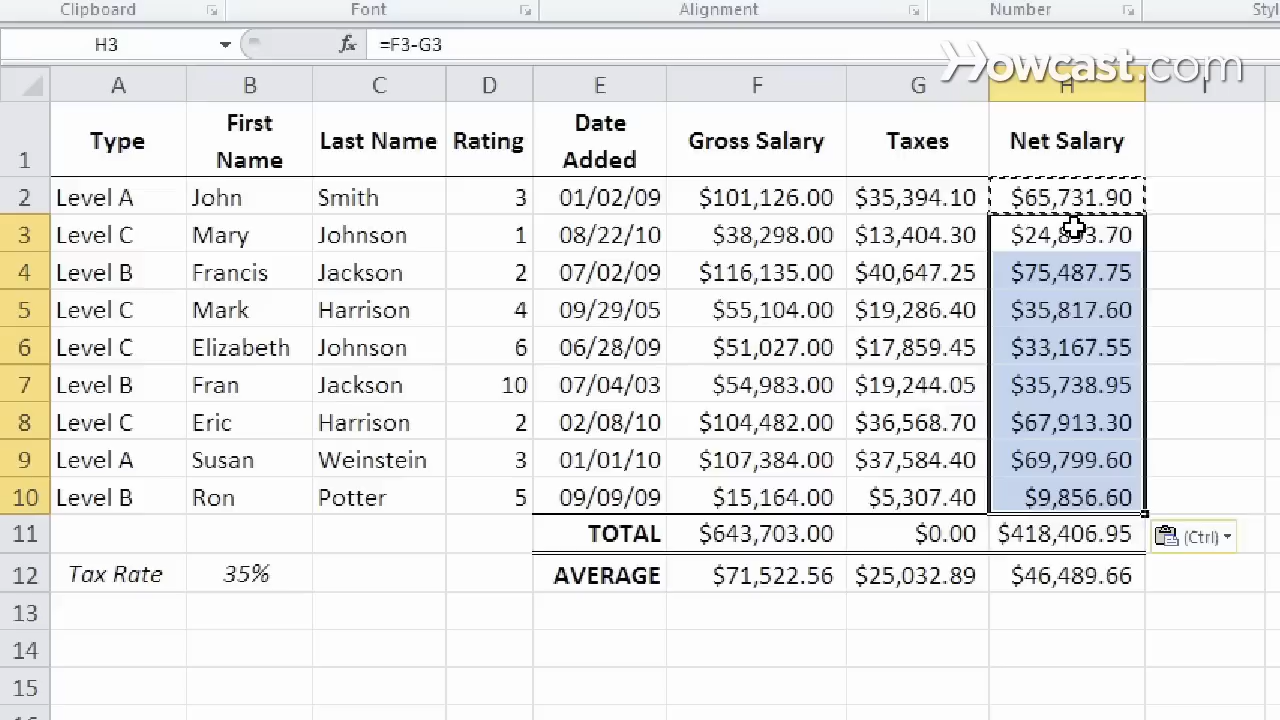 Clipboard Font Alignment Number Styl
H3 fx =F3-G3
Howcast.com
A B C D E F G H I
1 Type First Name Last Name Rating Date Added Gross Salary Taxes Net Salary
2 Level A John Smith 3 01/02/09 $101,126.00 $35,394.10 $65,731.90
3 Level C Mary Johnson 1 08/22/10 $38,298.00 $13,404.30 $24,893.70
4 Level B Francis Jackson 2 07/02/09 $116,135.00 $40,647.25 $75,487.75
5 Level C Mark Harrison 4 09/29/05 $55,104.00 $19,286.40 $35,817.60
6 Level C Elizabeth Johnson 6 06/28/09 $51,027.00 $17,859.45 $33,167.55
7 Level B Fran Jackson 10 07/04/03 $54,983.00 $19,244.05 $35,738.95
8 Level C Eric Harrison 2 02/08/10 $104,482.00 $36,568.70 $67,913.30
9 Level A Susan Weinstein 3 01/01/10 $107,384.00 $37,584.40 $69,799.60
10 Level B Ron Potter 5 09/09/09 $15,164.00 $5,307.40 $9,856.60
11 TOTAL $643,703.00 $0.00 $418,406.95 (Ctrl)
12 Tax Rate 35% AVERAGE $71,522.56 $25,032.89 $46,489.66
13
14
15